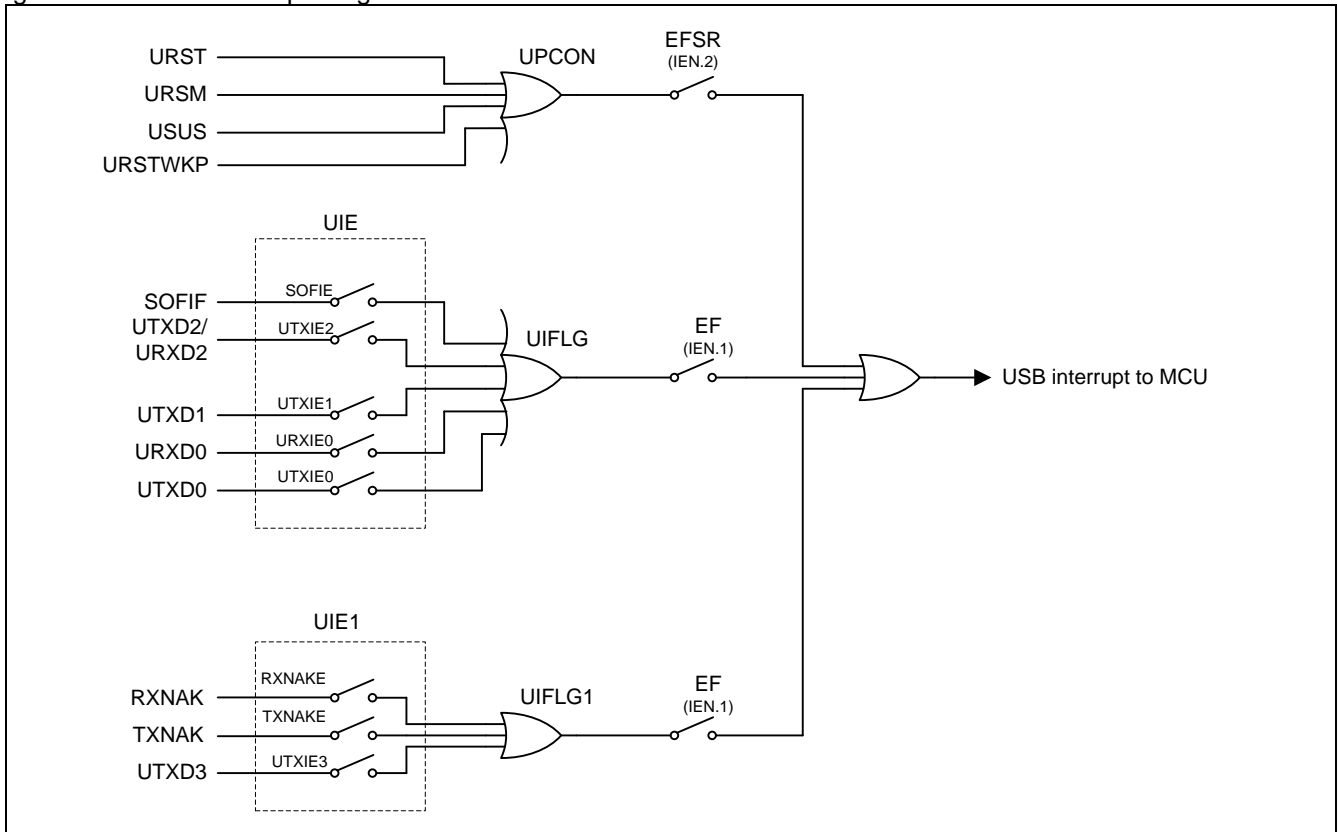 URST
URSM
USUS
URSTWKP
UPCON
EFSR
(IEN.2)
UIE
SOFIF
UTXD2/
URXD2
UTXD1
URXD0
UTXD0
SOFIE
UTXIE2
UTXIE1
URXIE0
UTXIE0
UIFLG
EF
(IEN.1)
USB interrupt to MCU
UIE1
RXNAK
TXNAK
UTXD3
RXNAKE
TXNAKE
UTXIE3
UIFLG1
EF
(IEN.1)